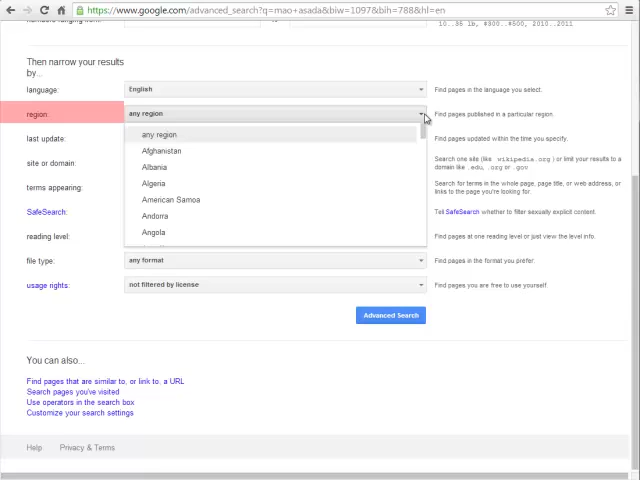 https://www.google.com/advanced_search?q=mao+asada&biw=1097&bih=788&hl=en
to
10..35 lb, $300..$500, 2010..2011
Then narrow your results
by...
language: English Find pages in the language you select.
region: any region Find pages published in a particular region.
any region
Afghanistan
Albania
Algeria
American Samoa
Andorra
Angola
last update: Find pages updated within the time you specify.
site or domain: Search one site (like wikipedia.org ) or limit your results to a
domain like .edu, .org or .gov
terms appearing: Search for terms in the whole page, page title, or web address, or
links to the page you're looking for.
SafeSearch: Tell SafeSearch whether to filter sexually explicit content.
reading level: Find pages at one reading level or just view the level info.
file type: any format Find pages in the format you prefer.
usage rights: not filtered by license Find pages you are free to use yourself.
Advanced Search
You can also...
Find pages that are similar to, or link to, a URL
Search pages you've visited
Use operators in the search box
Customize your search settings
Help Privacy & Terms